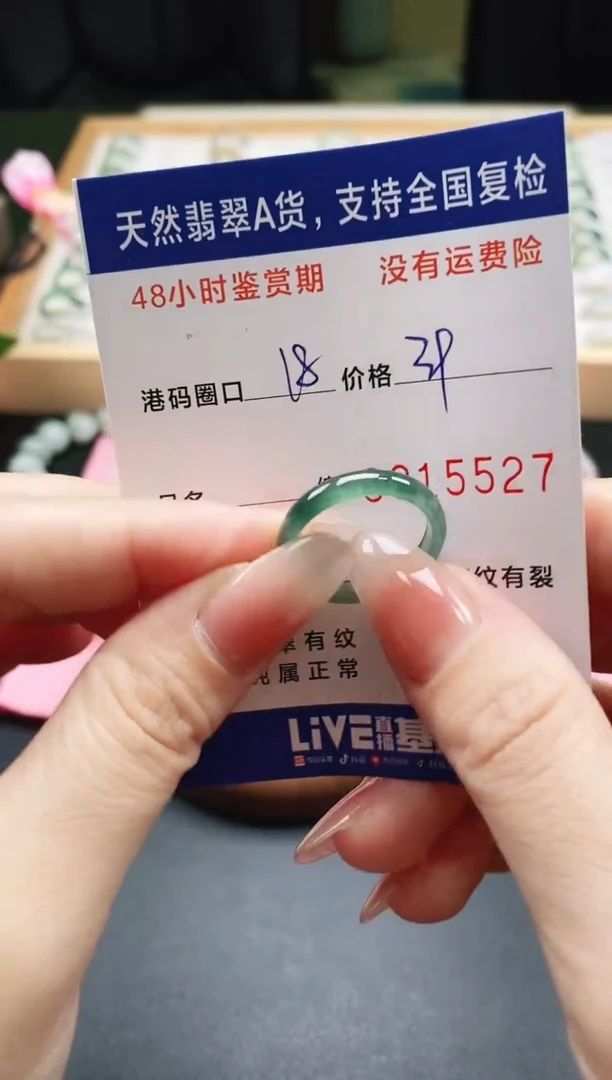 天然翡翠A货，支持全国复检
48小时鉴赏期 没有运费险
港码圈口 18 价格
15527
纹有裂
有纹
属正常
LiVE直播基